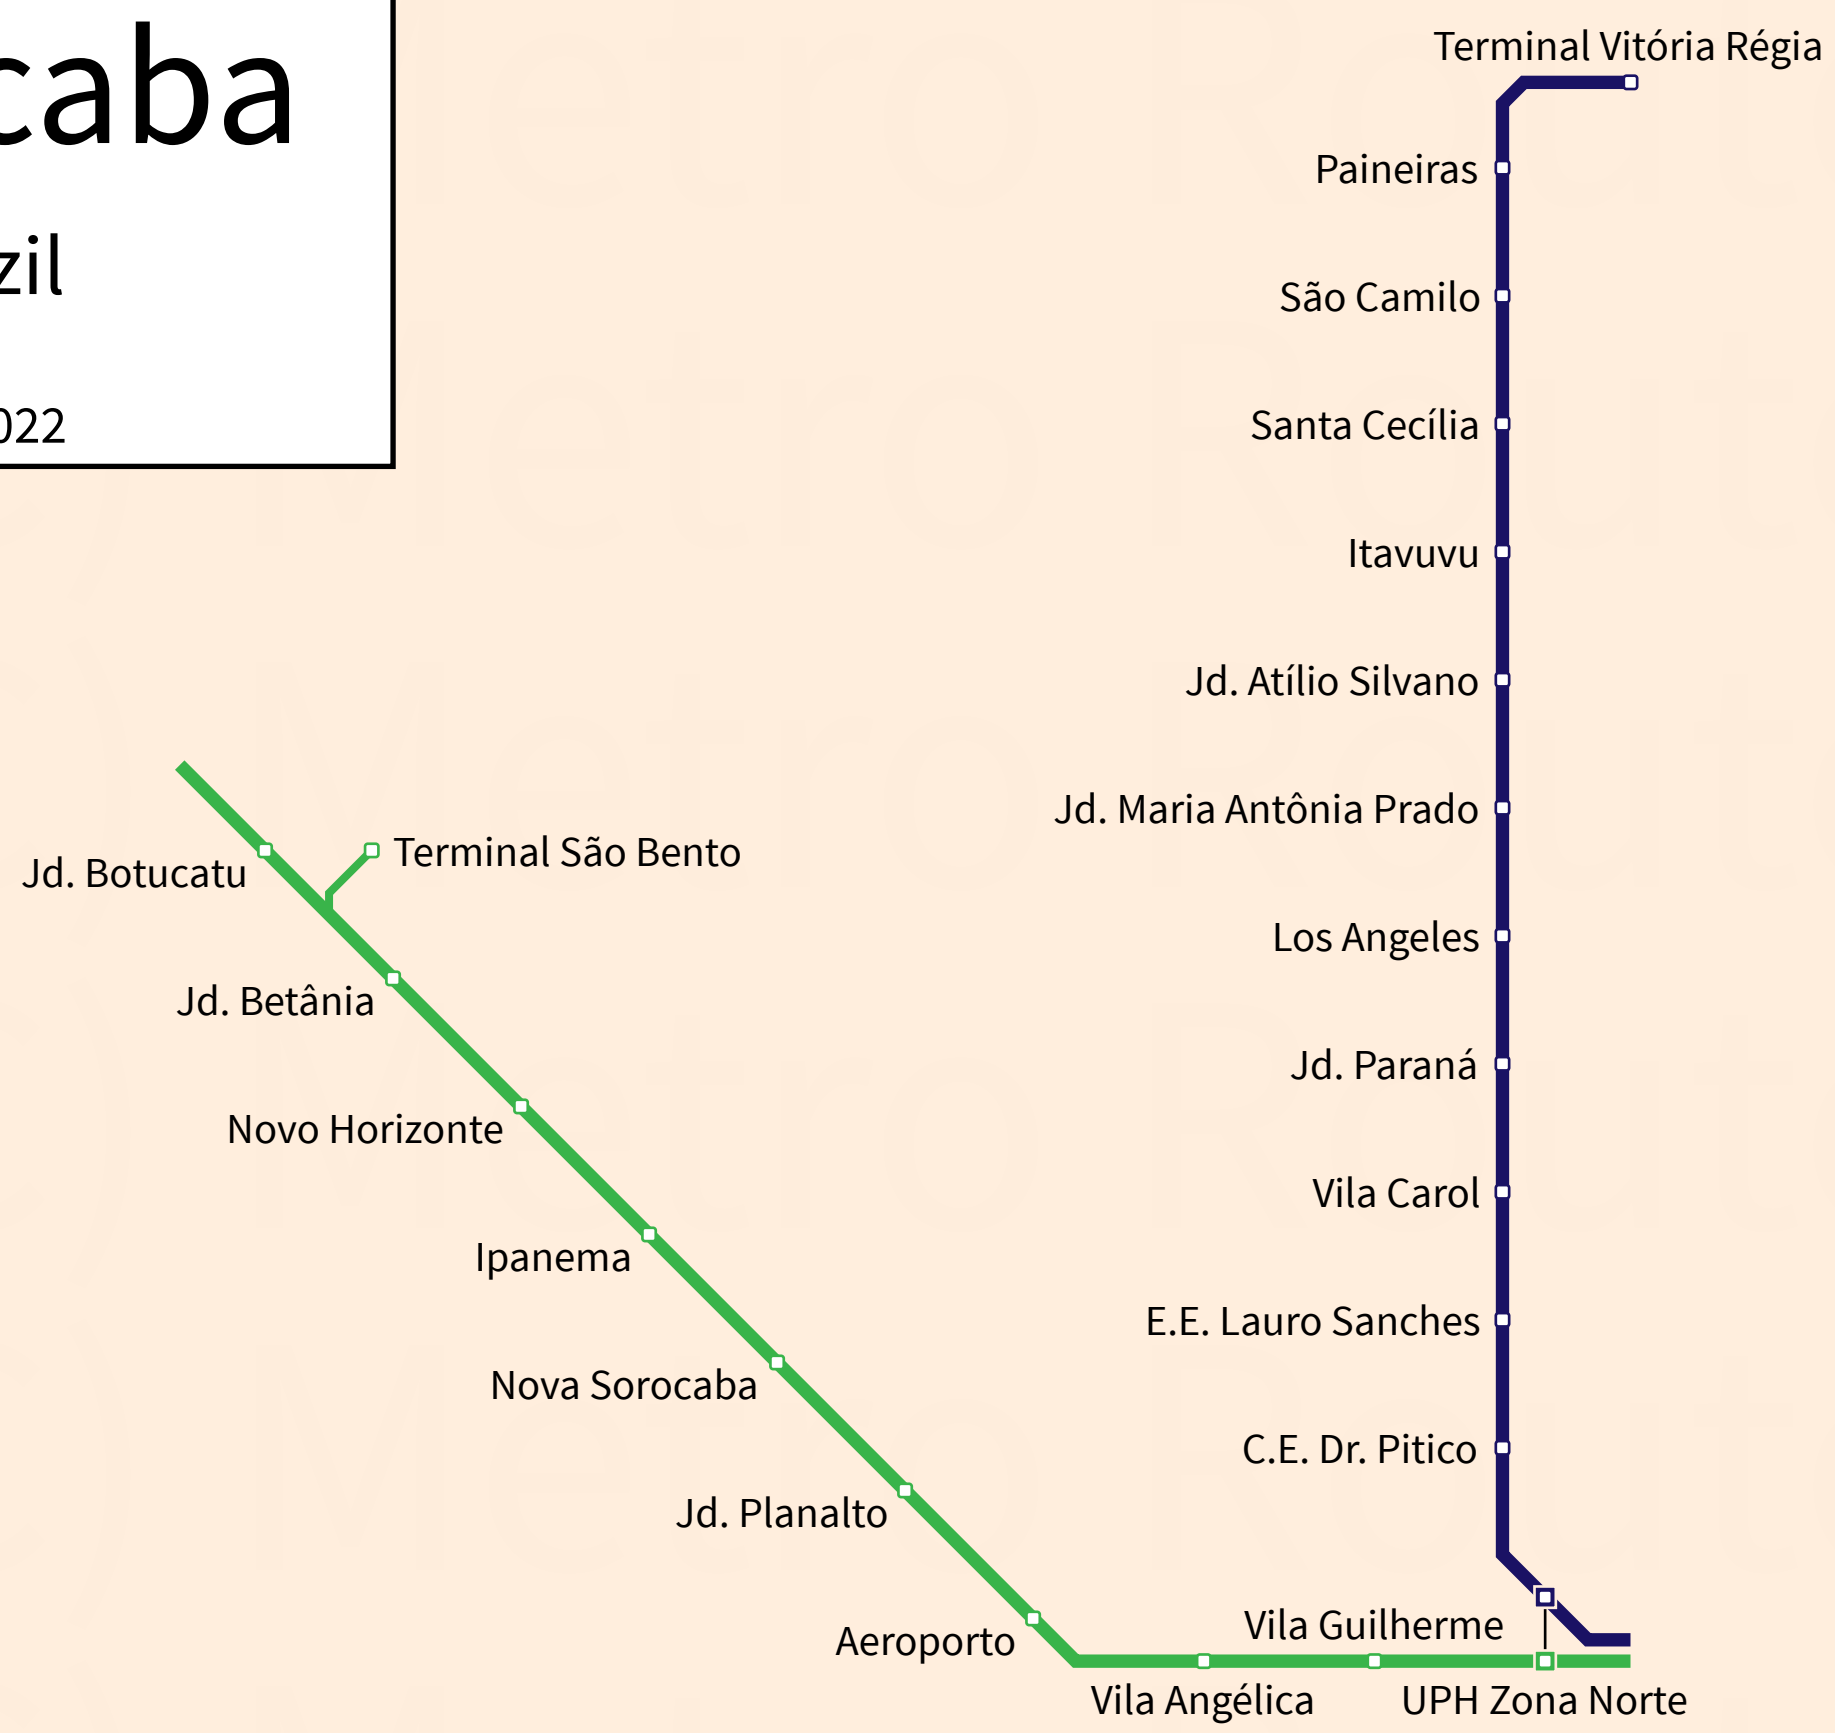 caba
zil
022
Terminal Vitória Régia
Paineiras
São Camilo
Santa Cecília
Itavuvu
Jd. Atílio Silvano
Jd. Maria Antônia Prado
Los Angeles
Jd. Paraná
Vila Carol
E.E. Lauro Sanches
C.E. Dr. Pitico
Jd. Botucatu
Terminal São Bento
Jd. Betânia
Novo Horizonte
Ipanema
Nova Sorocaba
Jd. Planalto
Aeroporto
Vila Guilherme
Vila Angélica
UPH Zona Norte